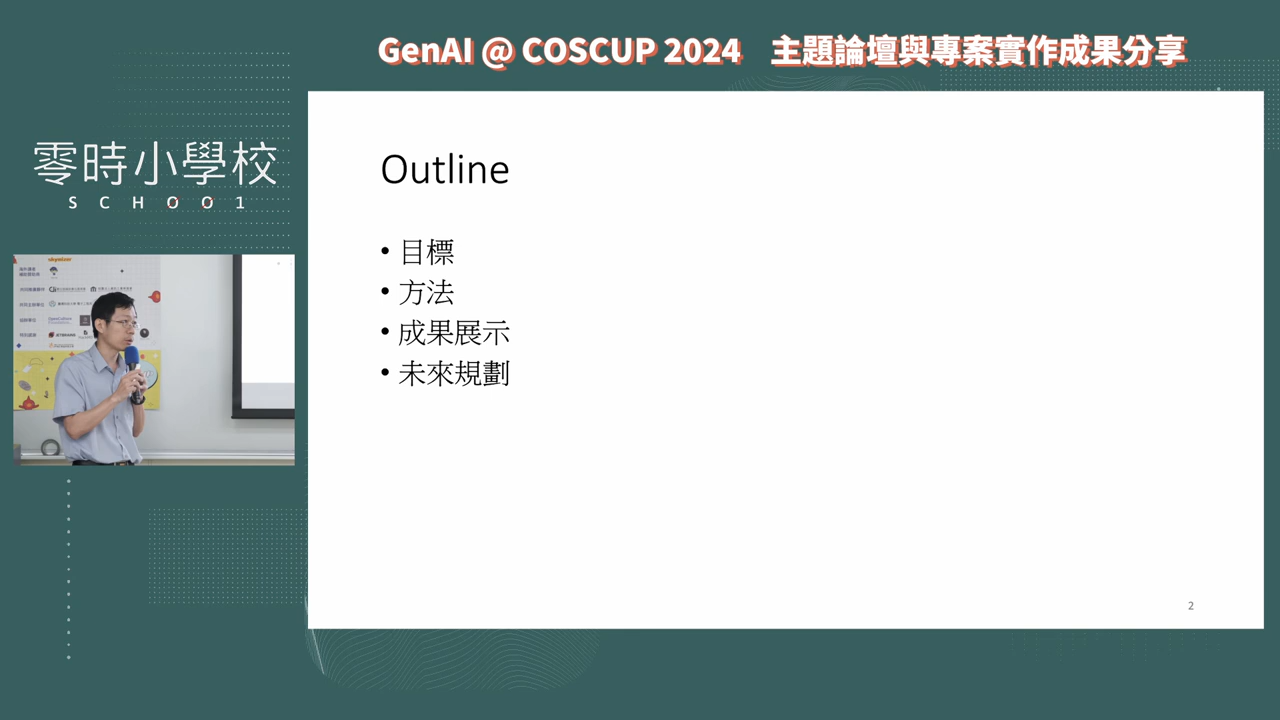 GenAI @ COSCUP 2024 主題論壇與專案實作成果分享
零時小學校
SCHOO1
Outline
• 目標
• 方法
• 成果展示
• 未來規劃
2